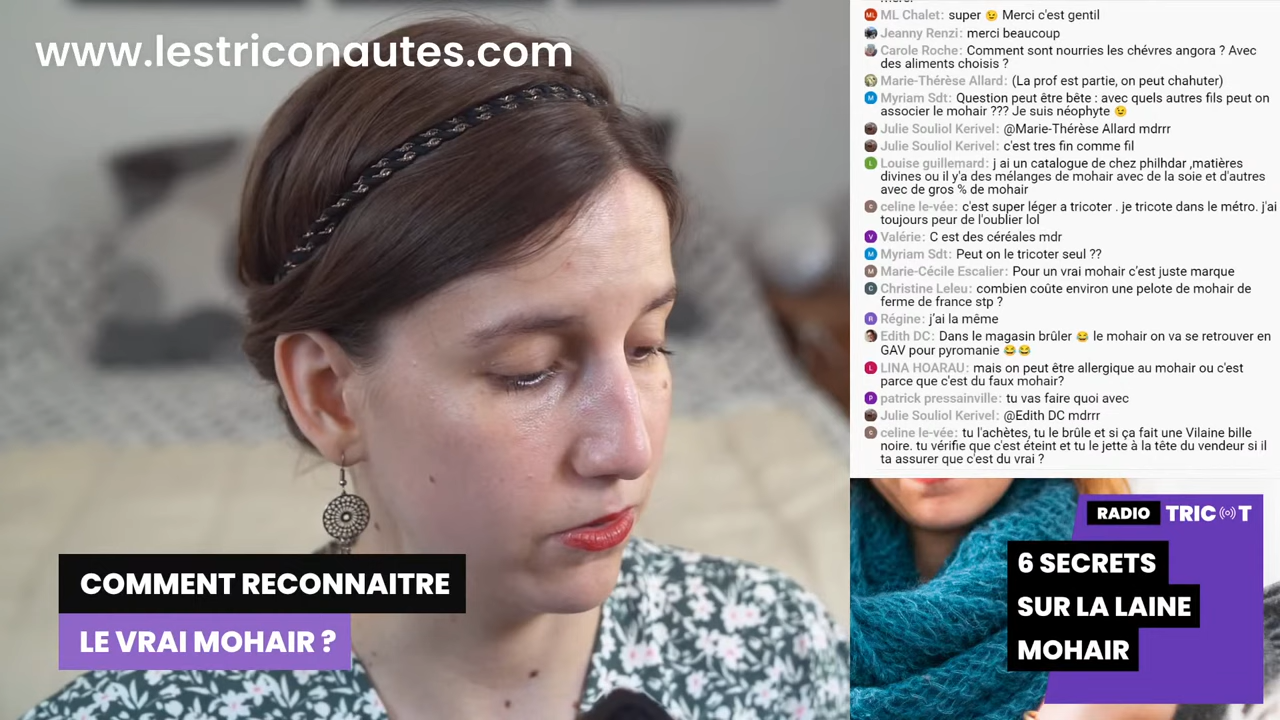 www.lestriconautes.com
COMMENT RECONNAITRE
LE VRAI MOHAIR ?
ML Chalet: super 😉 Merci c'est gentil
Jeanny Renzi: merci beaucoup
Carole Roche: Comment sont nourries les chévres angora ? Avec
des aliments choisis ?
Marie-Thérèse Allard: (La prof est partie, on peut chahuter)
Myriam Sdt: Question peut être bête : avec quels autres fils peut on
associer le mohair ??? Je suis néophyte 😉
Julie Souliol Kerivel: @Marie-Thérèse Allard mdrrr
Julie Souliol Kerivel: c'est tres fin comme fil
Louise guillemard: j ai un catalogue de chez philhdar ,matières
divines ou il y'a des mélanges de mohair avec de la soie et d'autres
avec de gros % de mohair
celine le-vée: c'est super léger a tricoter . je tricote dans le métro. j'ai
toujours peur de l'oublier lol
Valérie: C est des céréales mdr
Myriam Sdt: Peut on le tricoter seul ??
Marie-Cécile Escalier: Pour un vrai mohair c'est juste marque
Christine Leleu: combien coûte environ une pelote de mohair de
ferme de france stp ?
Régine: j'ai la même
Edith DC: Dans le magasin brûler 😂 le mohair on va se retrouver en
GAV pour pyromanie 😂😂
LINA HOARAU: mais on peut être allergique au mohair ou c'est
parce que c'est du faux mohair?
patrick pressainville: tu vas faire quoi avec
Julie Souliol Kerivel: @Edith DC mdrrr
celine le-vée: tu l'achètes, tu le brûle et si ça fait une Vilaine bille
noire. tu vérifie que c'est éteint et tu le jette à la tête du vendeur si il
ta assurer que c'est du vrai ?
RADIO TRICOT
6 SECRETS
SUR LA LAINE
MOHAIR